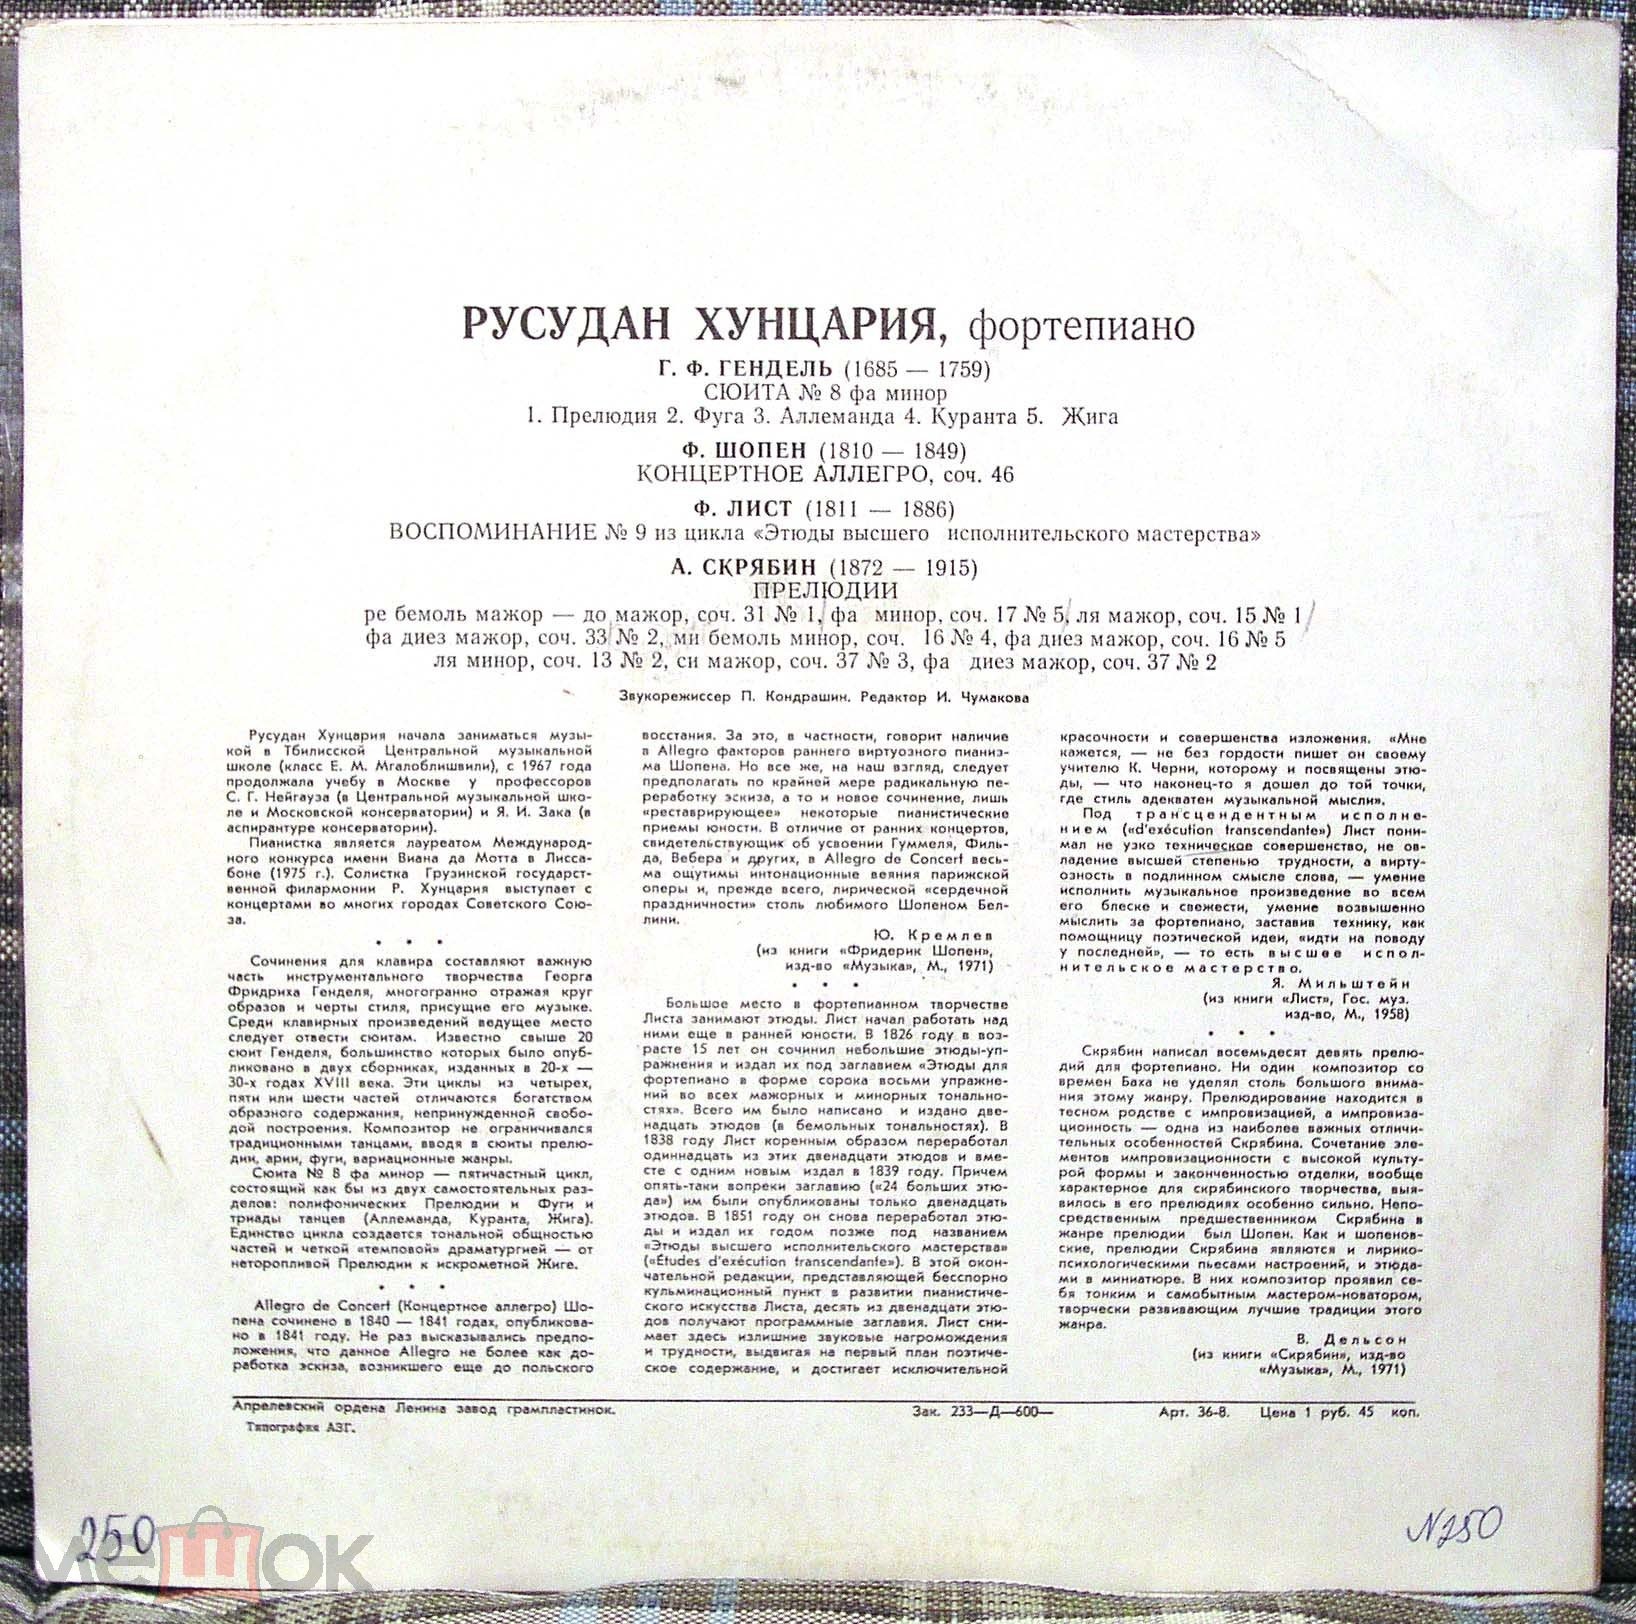 РУСУДАН ХУНЦАРИЯ, фортепиано
Г. Ф. ГЕНДЕЛЬ (1685 — 1759)
СЮИТА № 8 фа минор
1. Прелюдия 2. Фуга 3. Аллеманда 4. Куранта 5. Жига
Ф. ШОПЕН (1810 — 1849)
КОНЦЕРТНОЕ АЛЛЕГРО, соч. 46
Ф. ЛИСТ (1811 — 1886)
ВОСПОМИНАНИЕ № 9 из цикла «Этюды высшего исполнительского мастерства»
А. СКРЯБИН (1872 — 1915)
ПРЕЛЮДИИ
ре бемоль мажор — до мажор, соч. 31 № 1, фа минор, соч. 17 № 5, ля мажор, соч. 15 № 1
фа диез мажор, соч. 33 № 2, ми бемоль минор, соч. 16 № 4, фа диез мажор, соч. 16 № 5
ля минор, соч. 13 № 2, си мажор, соч. 37 № 3, фа диез мажор, соч. 37 № 2
Звукорежиссер П. Кондрашин. Редактор И. Чумакова
Русудан Хунцария начала заниматься музы-
кой в Тбилисской Центральной музыкальной
школе (класс Е. М. Мгалоблишвили), с 1967 года
продолжала учебу в Москве у профессоров
С. Г. Нейгауза (в Центральной музыкальной шко-
ле и Московской консерватории) и Я. И. Зака (в
аспирантуре консерватории).
Пианистка является лауреатом Международ-
ного конкурса имени Виана да Мотта в Лисса-
боне (1975 г.). Солистка Грузинской государст-
венной филармонии Р. Хунцария выступает с
концертами во многих городах Советского Сою-
за.
• • •
Сочинения для клавира составляют важную
часть инструментального творчества Георга
Фридриха Генделя, многогранно отражая круг
образов и черты стиля, присущие его музыке.
Среди клавирных произведений ведущее место
следует отвести сюитам. Известно свыше 20
сюит Генделя, большинство которых было опуб-
ликовано в двух сборниках, изданных в 20-х —
30-х годах XVIII века. Эти циклы из четырех,
пяти или шести частей отличаются богатством
образного содержания, непринужденной свобо-
дой построения. Композитор не ограничивался
традиционными танцами, вводя в сюиты прелю-
дии, арии, фуги, вариационные жанры.
Сюита № 8 фа минор — пятичастный цикл,
состоящий как бы из двух самостоятельных раз-
делов: полифонических Прелюдии и Фуги и
триады танцев (Аллеманда, Куранта, Жига).
Единство цикла создается тональной общностью
частей и четкой «темповой» драматургией — от
неторопливой Прелюдии к искрометной Жиге.
• • •
Allegro de Concert (Концертное аллегро) Шо-
пена сочинено в 1840 — 1841 годах, опубликова-
но в 1841 году. Не раз высказывались предпо-
ложения, что данное Allegro не более как до-
работка эскиза, возникшего еще до польского
восстания. За это, в частности, говорит наличие
в Allegro факторов раннего виртуозного пианиз-
ма Шопена. Но все же, на наш взгляд, следует
предполагать по крайней мере радикальную пе-
реработку эскиза, а то и новое сочинение, лишь
«реставрирующее» некоторые пианистические
приемы юности. В отличие от ранних концертов,
свидетельствующих об усвоении Гуммеля, Филь-
да, Вебера и других, в Allegro de Concert весь-
ма ощутимы интонационные веяния парижской
оперы и, прежде всего, лирической «сердечной
праздничности» столь любимого Шопеном Бел-
лини.
Ю. Кремлев
(из книги «Фридерик Шопен»,
изд-во «Музыка», М., 1971)
• • •
Большое место в фортепианном творчестве
Листа занимают этюды. Лист начал работать над
ними еще в ранней юности. В 1826 году в воз-
расте 15 лет он сочинил небольшие этюды-уп-
ражнения и издал их под заглавием «Этюды для
фортепиано в форме сорока восьми упражне-
ний во всех мажорных и минорных тонально-
стях». Всего им было написано и издано две-
надцать этюдов (в бемольных тональностях). В
1838 году Лист коренным образом переработал
одиннадцать из этих двенадцати этюдов и вме-
сте с одним новым издал в 1839 году. Причем
опять-таки вопреки заглавию («24 больших этю-
да») им были опубликованы только двенадцать
этюдов. В 1851 году он снова переработал этю-
ды и издал их годом позже под названием
«Этюды высшего исполнительского мастерства»
(«Études d'exécution transcendante»). В этой окон-
чательной редакции, представляющей бесспорно
кульминационный пункт в развитии пианистиче-
ского искусства Листа, десять из двенадцати этю-
дов получают программные заглавия. Лист сни-
мает здесь излишние звуковые нагромождения
и трудности, выдвигая на первый план поэтиче-
ское содержание, и достигает исключительной
красочности и совершенства изложения. «Мне
кажется, — не без гордости пишет он своему
учителю К. Черни, которому и посвящены этю-
ды, — что наконец-то я дошел до той точки,
где стиль адекватен музыкальной мысли».
Под трансцендентным исполне-
нием («d'exécution transcendante») Лист пони-
мал не узко техническое совершенство, не ов-
ладение высшей степенью трудности, а вирту-
озность в подлинном смысле слова, — умение
исполнить музыкальное произведение во всем
его блеске и свежести, умение возвышенно
мыслить за фортепиано, заставив технику, как
помощницу поэтической идеи, «идти на поводу
у последней», — то есть высшее испол-
нительское мастерство.
Я. Мильштейн
(из книги «Лист», Гос. муз.
изд-во, М., 1958)
• • •
Скрябин написал восемьдесят девять прелю-
дий для фортепиано. Ни один композитор со
времен Баха не уделял столь большого внима-
ния этому жанру. Прелюдирование находится в
тесном родстве с импровизацией, а импровиза-
ционность — одна из наиболее важных отличи-
тельных особенностей Скрябина. Сочетание эле-
ментов импровизационности с высокой культу-
рой формы и законченностью отделки, вообще
характерное для скрябинского творчества, выя-
вилось в его прелюдиях особенно сильно. Непо-
средственным предшественником Скрябина в
жанре прелюдии был Шопен. Как и шопенов-
ские, прелюдии Скрябина являются и лирико-
психологическими пьесами настроений, и этюда-
ми в миниатюре. В них композитор проявил се-
бя тонким и самобытным мастером-новатором,
творчески развивающим лучшие традиции этого
жанра.
В. Дельсон
(из книги «Скрябин», изд-во
«Музыка», М., 1971)
Апрелевский ордена Ленина завод грампластинок. Зак. 233—Д—600— Арт. 36-8. Цена 1 руб. 45 коп.
Типография АЗГ.
250 N250
мешок